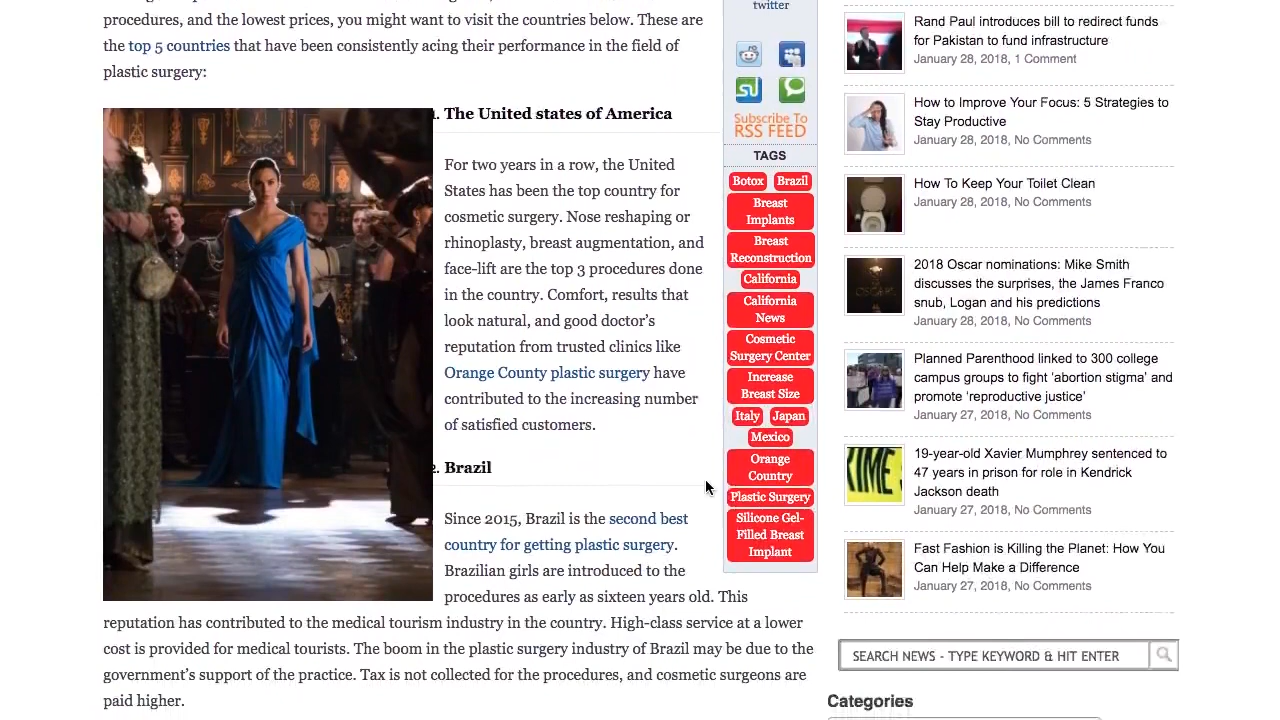 procedures, and the lowest prices, you might want to visit the countries below. These are
the top 5 countries that have been consistently acing their performance in the field of
plastic surgery:
1. The United states of America
For two years in a row, the United
States has been the top country for
cosmetic surgery. Nose reshaping or
rhinoplasty, breast augmentation, and
face-lift are the top 3 procedures done
in the country. Comfort, results that
look natural, and good doctor’s
reputation from trusted clinics like
Orange County plastic surgery have
contributed to the increasing number
of satisfied customers.
2. Brazil
Since 2015, Brazil is the second best
country for getting plastic surgery.
Brazilian girls are introduced to the
procedures as early as sixteen years old. This
reputation has contributed to the medical tourism industry in the country. High-class service at a lower
cost is provided for medical tourists. The boom in the plastic surgery industry of Brazil may be due to the
government’s support of the practice. Tax is not collected for the procedures, and cosmetic surgeons are
paid higher.
twitter
Subscribe To
RSS FEED
TAGS
Botox Brazil
Breast
Implants
Breast
Reconstruction
California
California
News
Cosmetic
Surgery Center
Increase
Breast Size
Italy Japan
Mexico
Orange
Country
Plastic Surgery
Silicone Gel-
Filled Breast
Implant
Rand Paul introduces bill to redirect funds
for Pakistan to fund infrastructure
January 28, 2018, 1 Comment
How to Improve Your Focus: 5 Strategies to
Stay Productive
January 28, 2018, No Comments
How To Keep Your Toilet Clean
January 28, 2018, No Comments
2018 Oscar nominations: Mike Smith
discusses the surprises, the James Franco
snub, Logan and his predictions
January 28, 2018, No Comments
Planned Parenthood linked to 300 college
campus groups to fight ‘abortion stigma’ and
promote ‘reproductive justice’
January 27, 2018, No Comments
19-year-old Xavier Mumphrey sentenced to
47 years in prison for role in Kendrick
Jackson death
January 27, 2018, No Comments
Fast Fashion is Killing the Planet: How You
Can Help Make a Difference
January 27, 2018, No Comments
SEARCH NEWS - TYPE KEYWORD & HIT ENTER
Categories